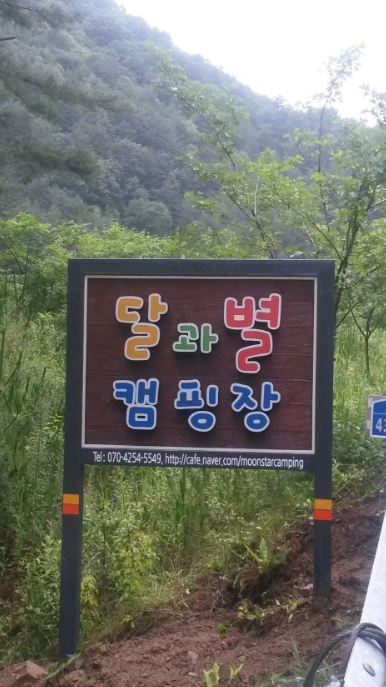 달과별
캠핑장
Tel: 070-4254-5549, http://cafe.naver.com/moonstarcamping